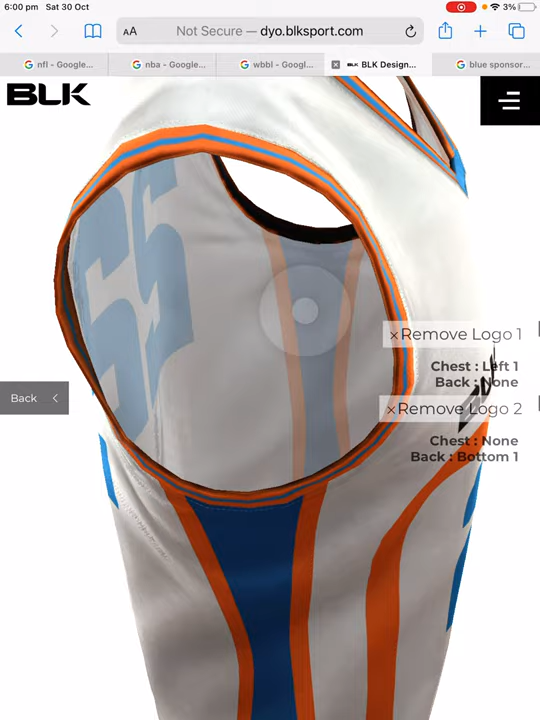 6:00 pm Sat 30 Oct
3%
AA
Not Secure — dyo.blksport.com
nfl - Google...
nba - Google...
wbbl - Googl...
BLK Design...
blue sponsor...
BLK
55
×Remove Logo 1
Chest : Left 1
Back : None
Back
×Remove Logo 2
Chest : None
Back : Bottom 1